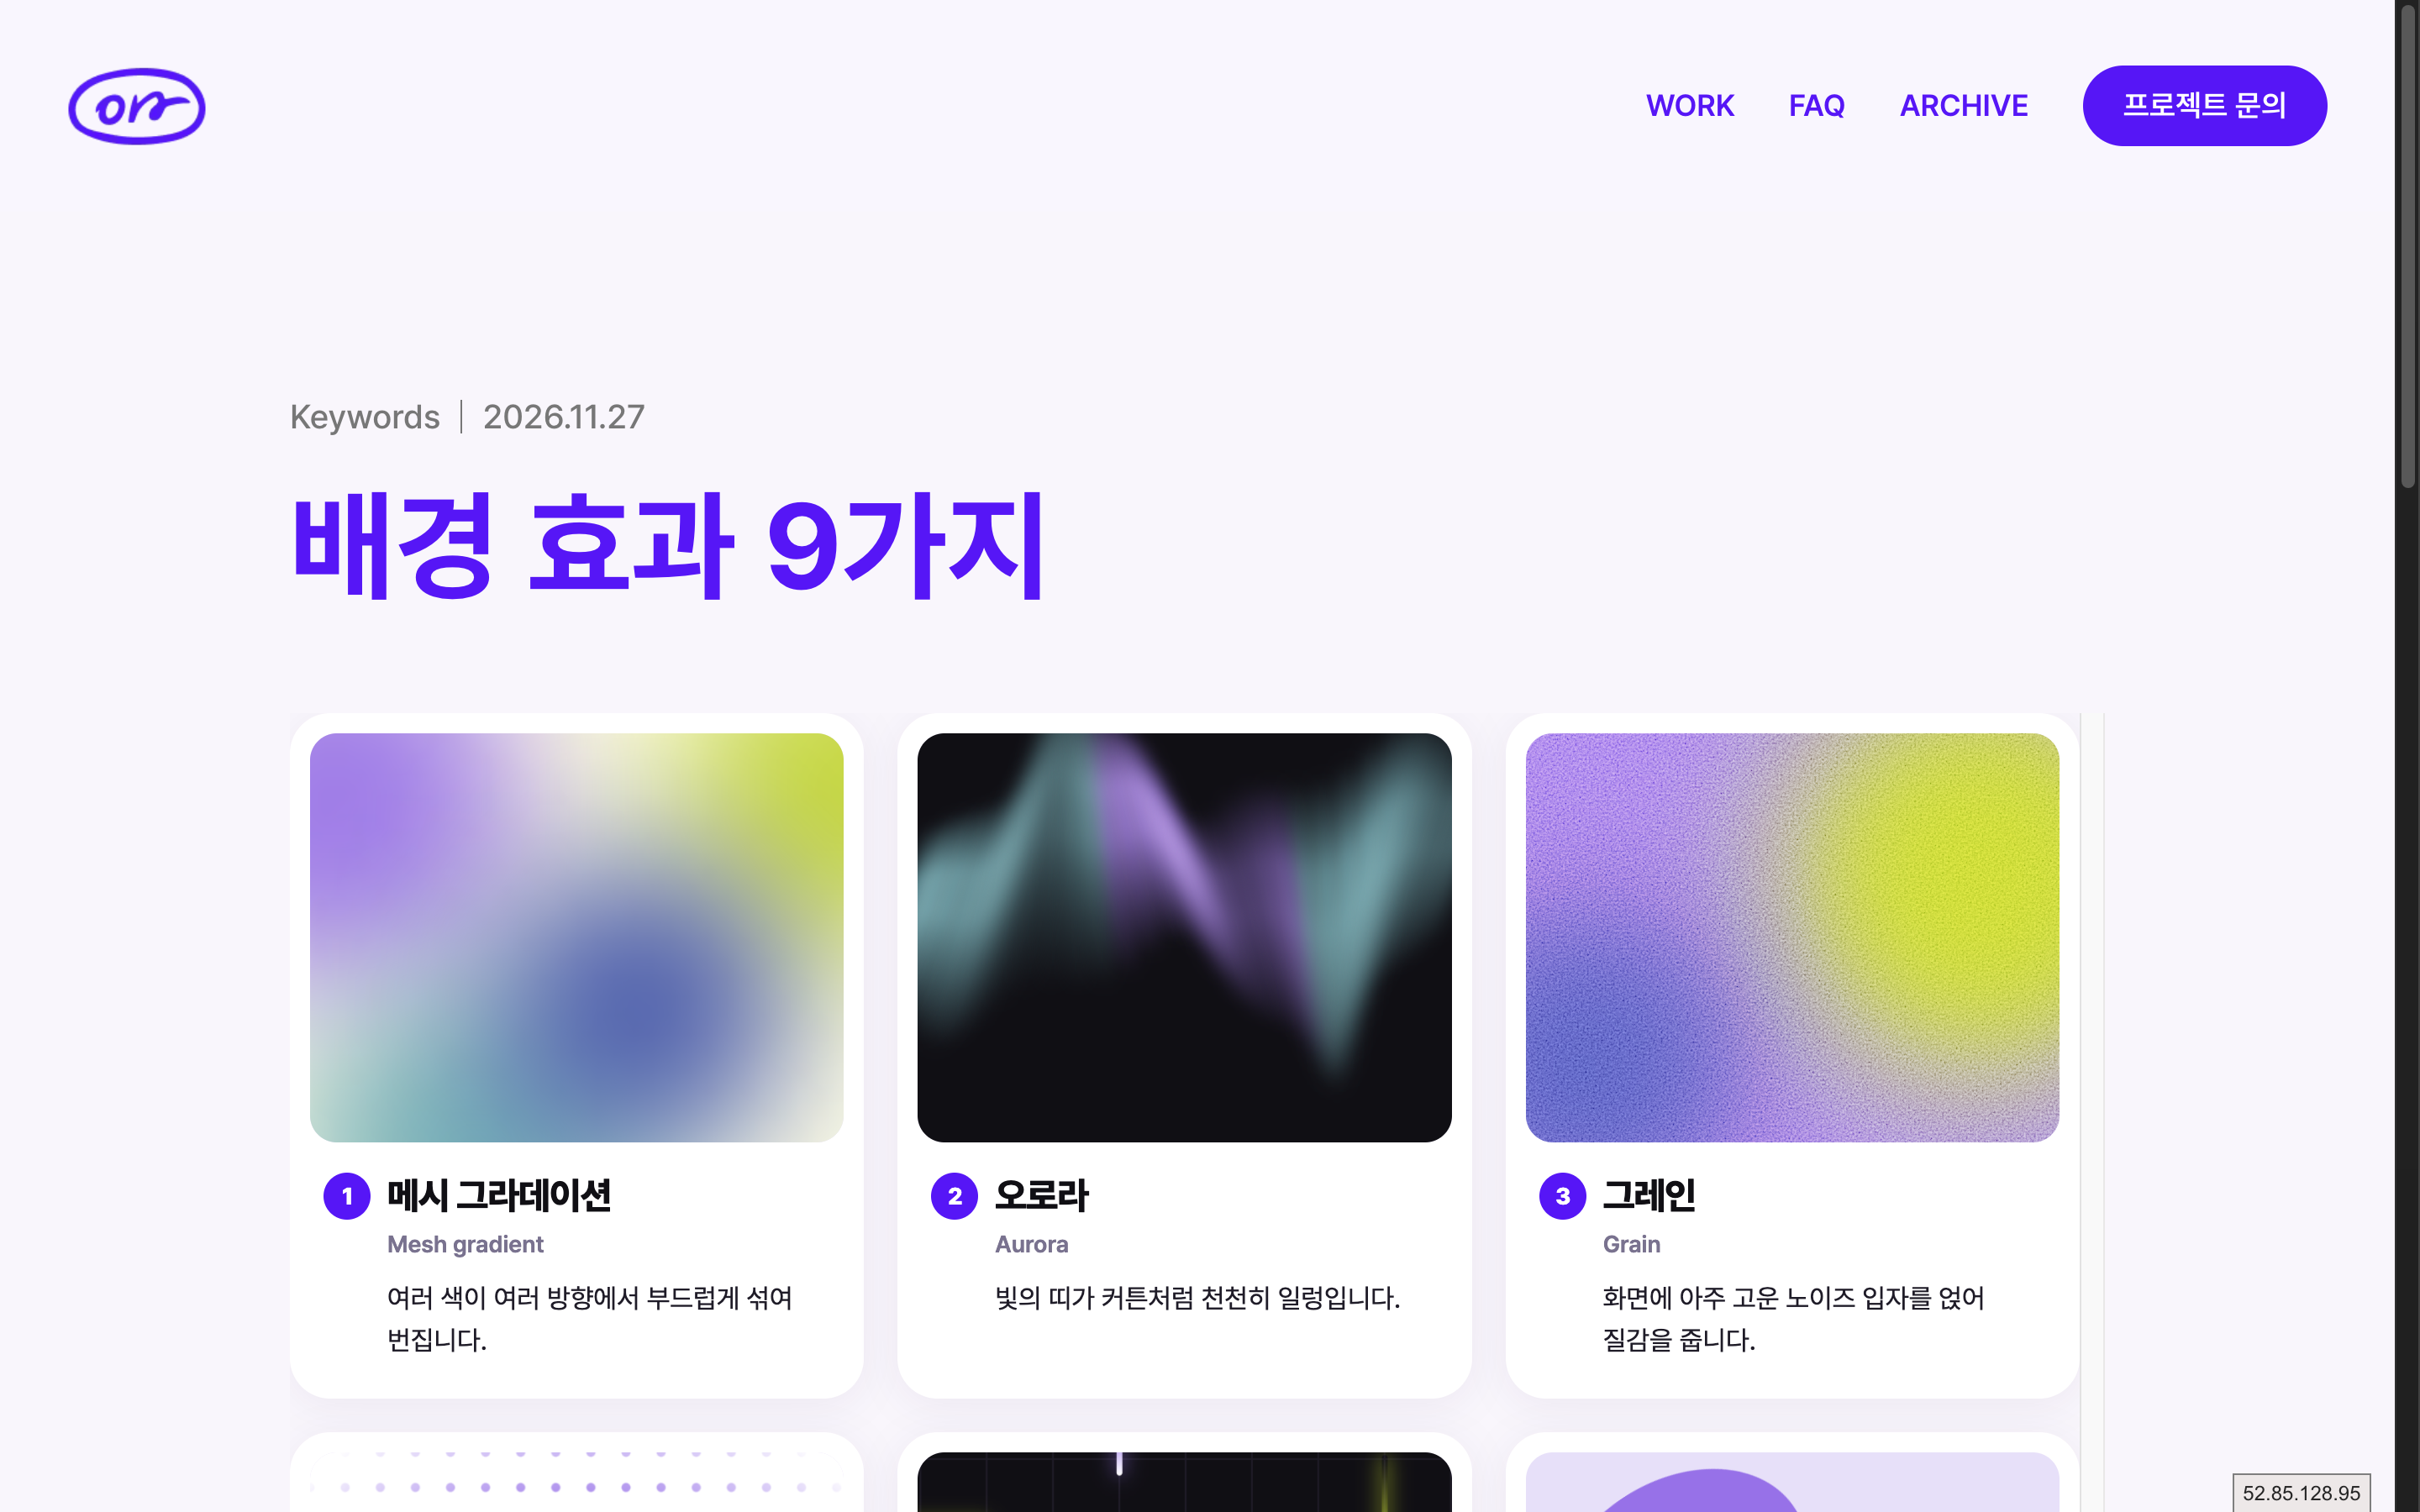 on
WORK FAQ ARCHIVE 프로젝트 문의
Keywords | 2026.11.27
배경 효과 9가지
1 메시 그라데이션
Mesh gradient
여러 색이 여러 방향에서 부드럽게 섞여
번집니다.
2 오로라
Aurora
빛의 띠가 커튼처럼 천천히 일렁입니다.
3 그레인
Grain
화면에 아주 고운 노이즈 입자를 얹어
질감을 줍니다.
52.85.128.95